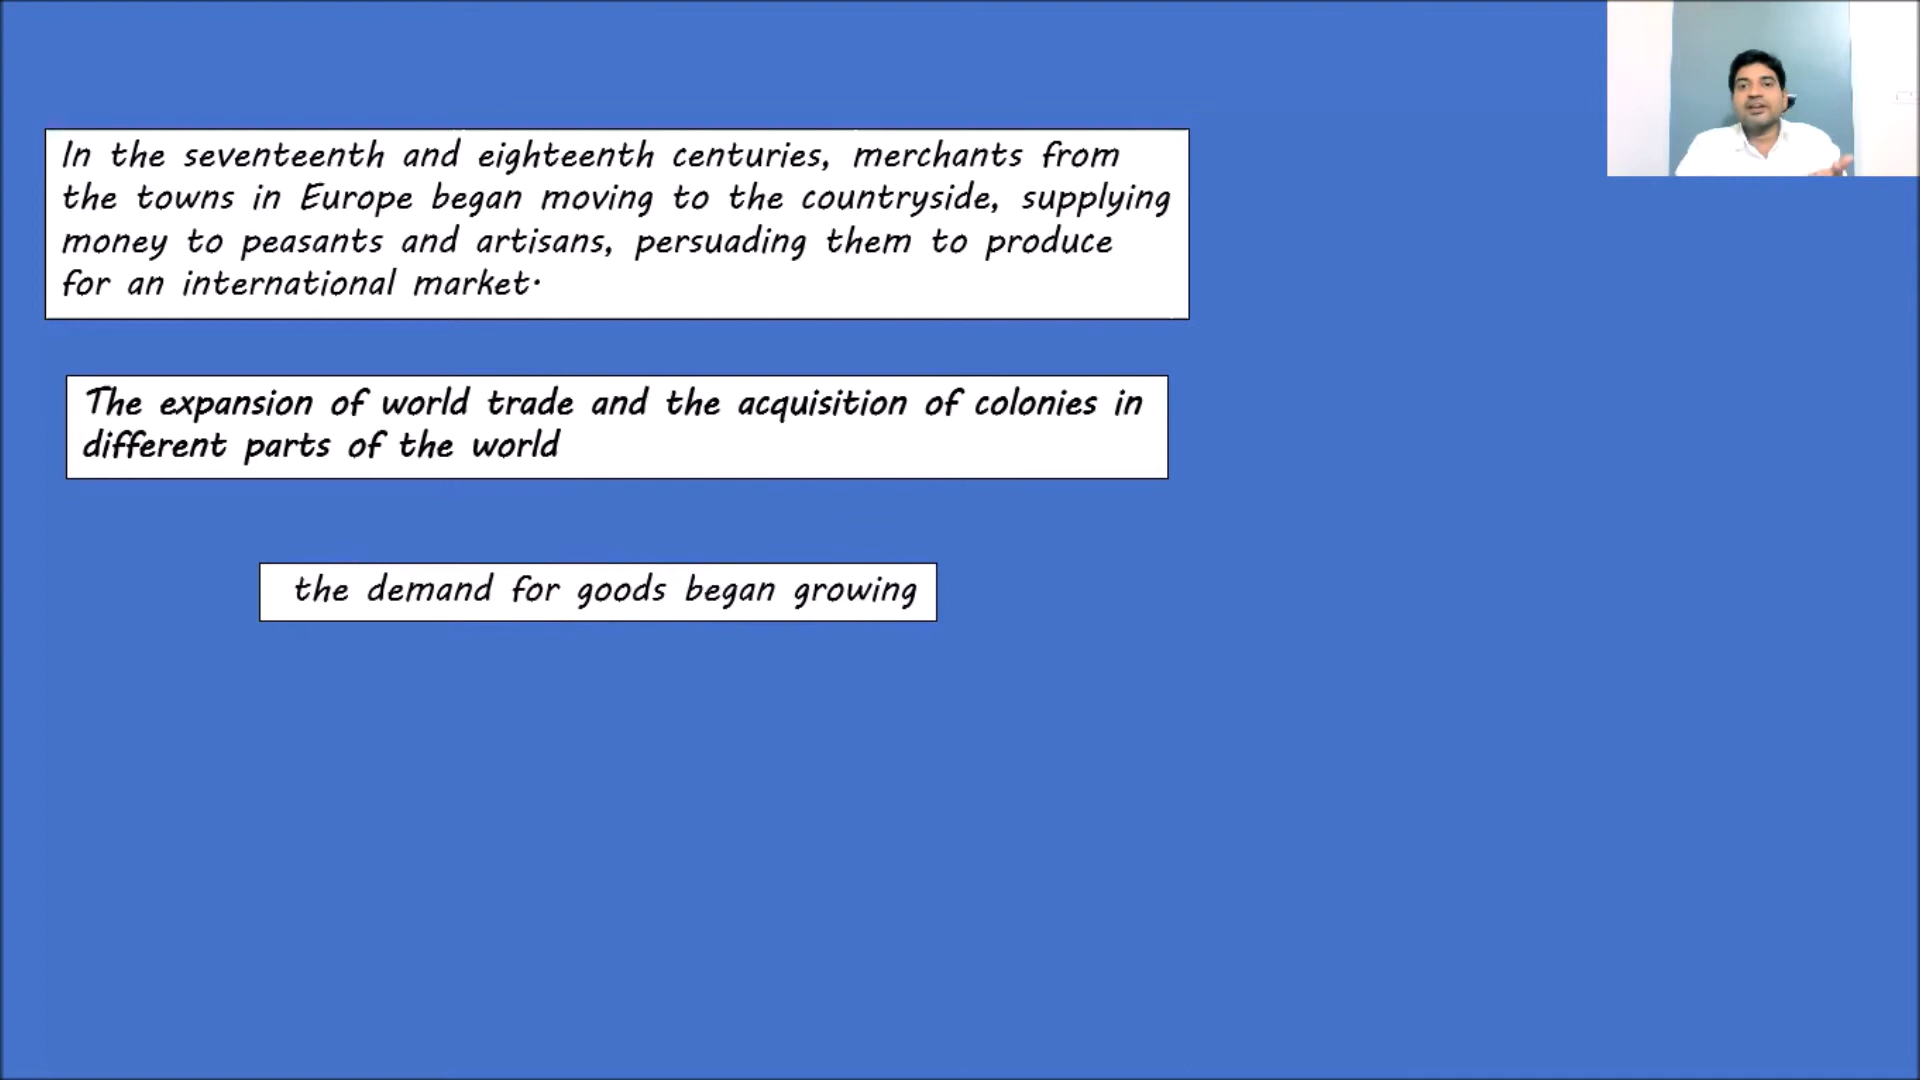 In the seventeenth and eighteenth centuries, merchants from
the towns in Europe began moving to the countryside, supplying
money to peasants and artisans, persuading them to produce
for an international market.
The expansion of world trade and the acquisition of colonies in
different parts of the world
the demand for goods began growing